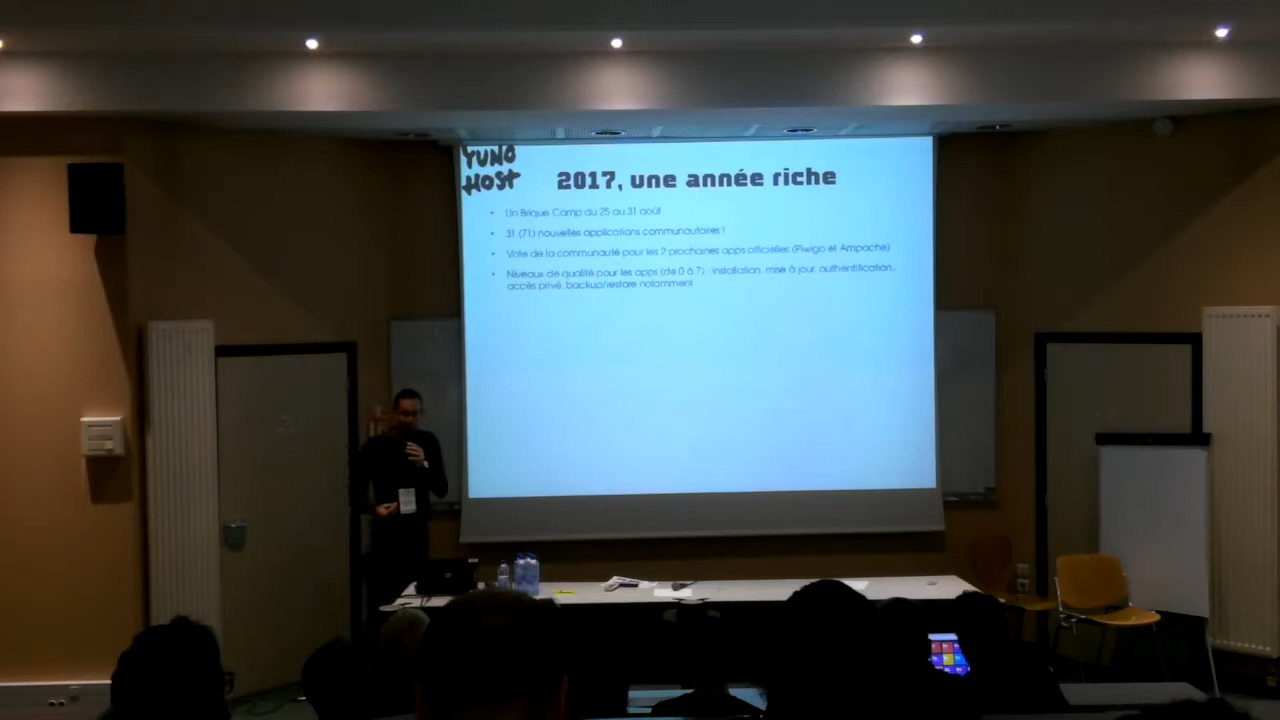 YUNO
HOST
2017, une année riche
• Un Brique Camp du 25 au 31 août
• 31 (71) nouvelles applications communautaires !
• Vote de la communauté pour les 2 prochaines apps officielles (Piwigo et Ampache)
• Niveaux de qualité pour les apps (de 0 à 7) : installation, mise à jour, authentification,
accès privé, backup/restore notamment